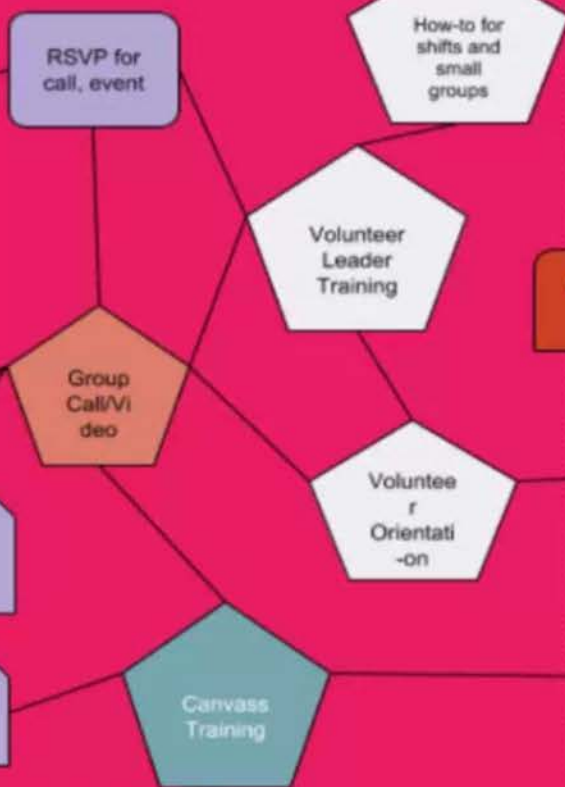 RSVP for
call, event
How-to for
shifts and
small
groups
Volunteer
Leader
Training
Group
Call/Vi
deo
Voluntee
r
Orientati
-on
Canvass
Training